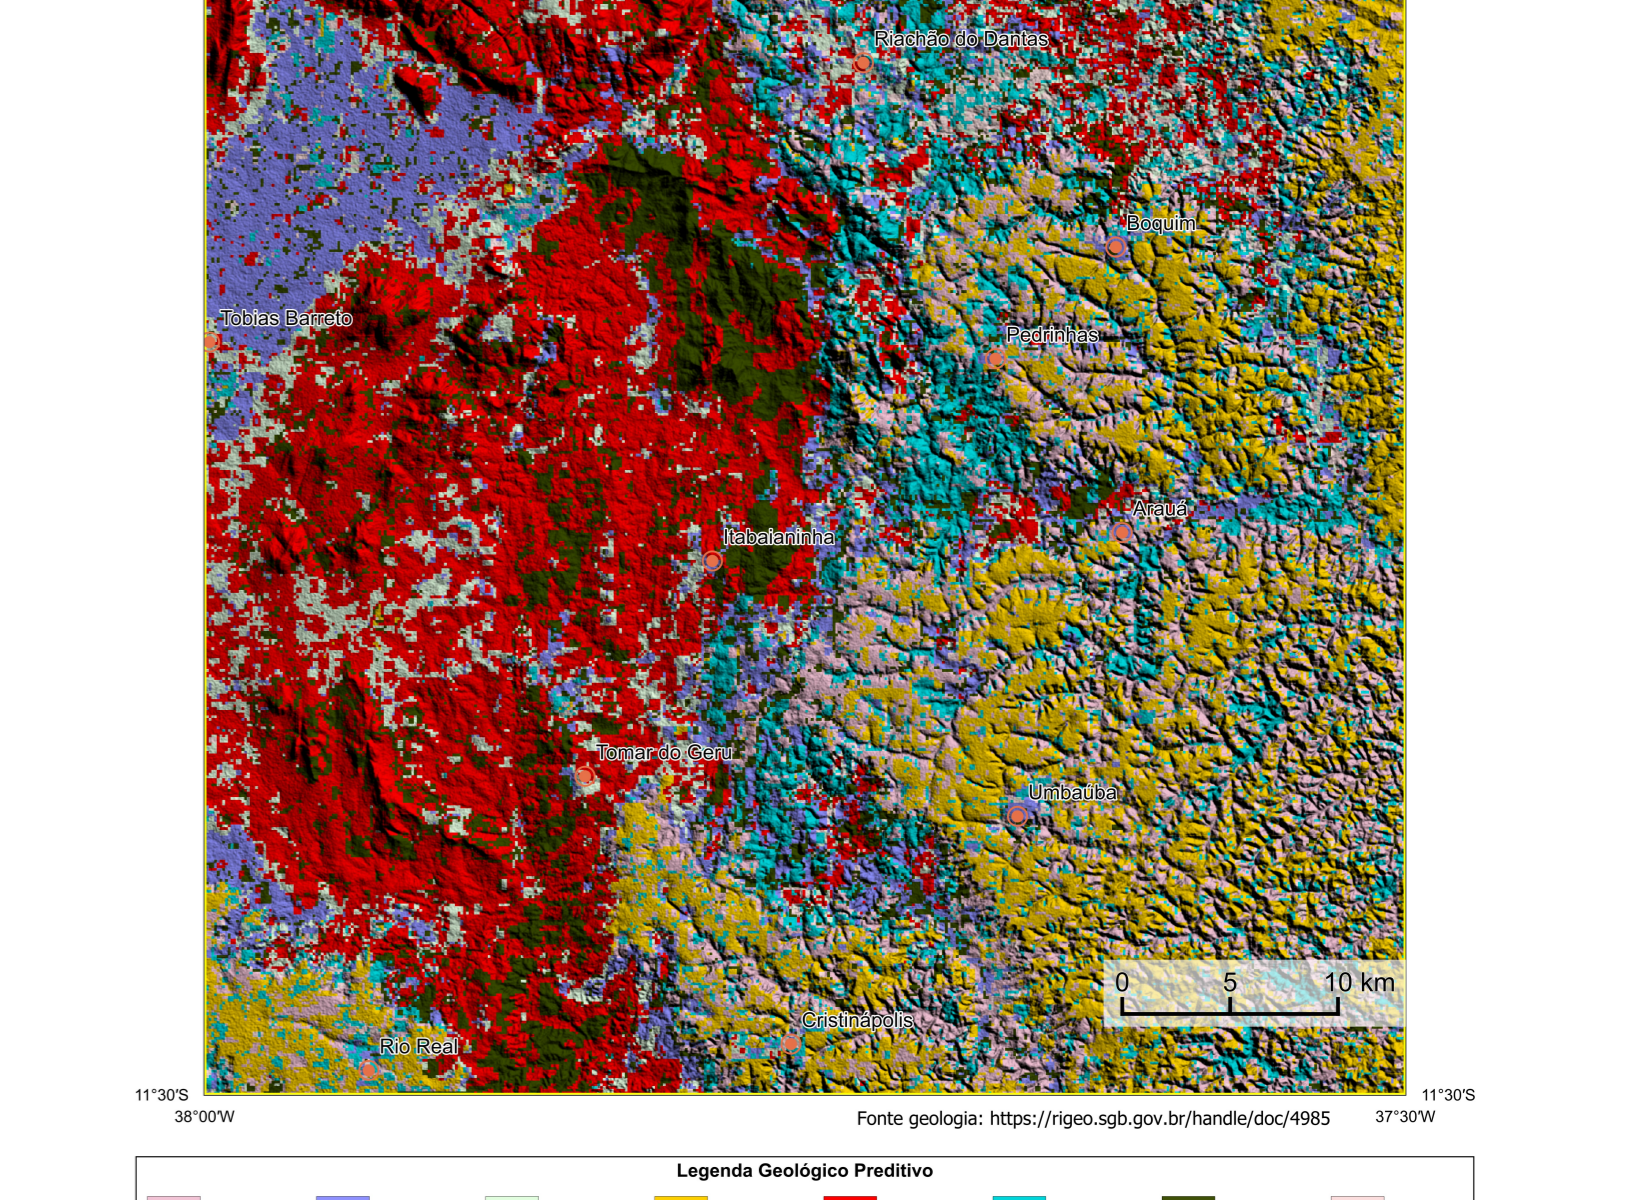 Riachão do Dantas
Boquim
Tobias Barreto
Pedrinhas
Arauá
Itabaianinha
Tomar do Geru
Umbaúba
0 5 10 km
Cristinápolis
Rio Real
11°30'S 11°30'S
38°00'W Fonte geologia: https://rigeo.sgb.gov.br/handle/doc/4985 37°30'W
Legenda Geológico Preditivo